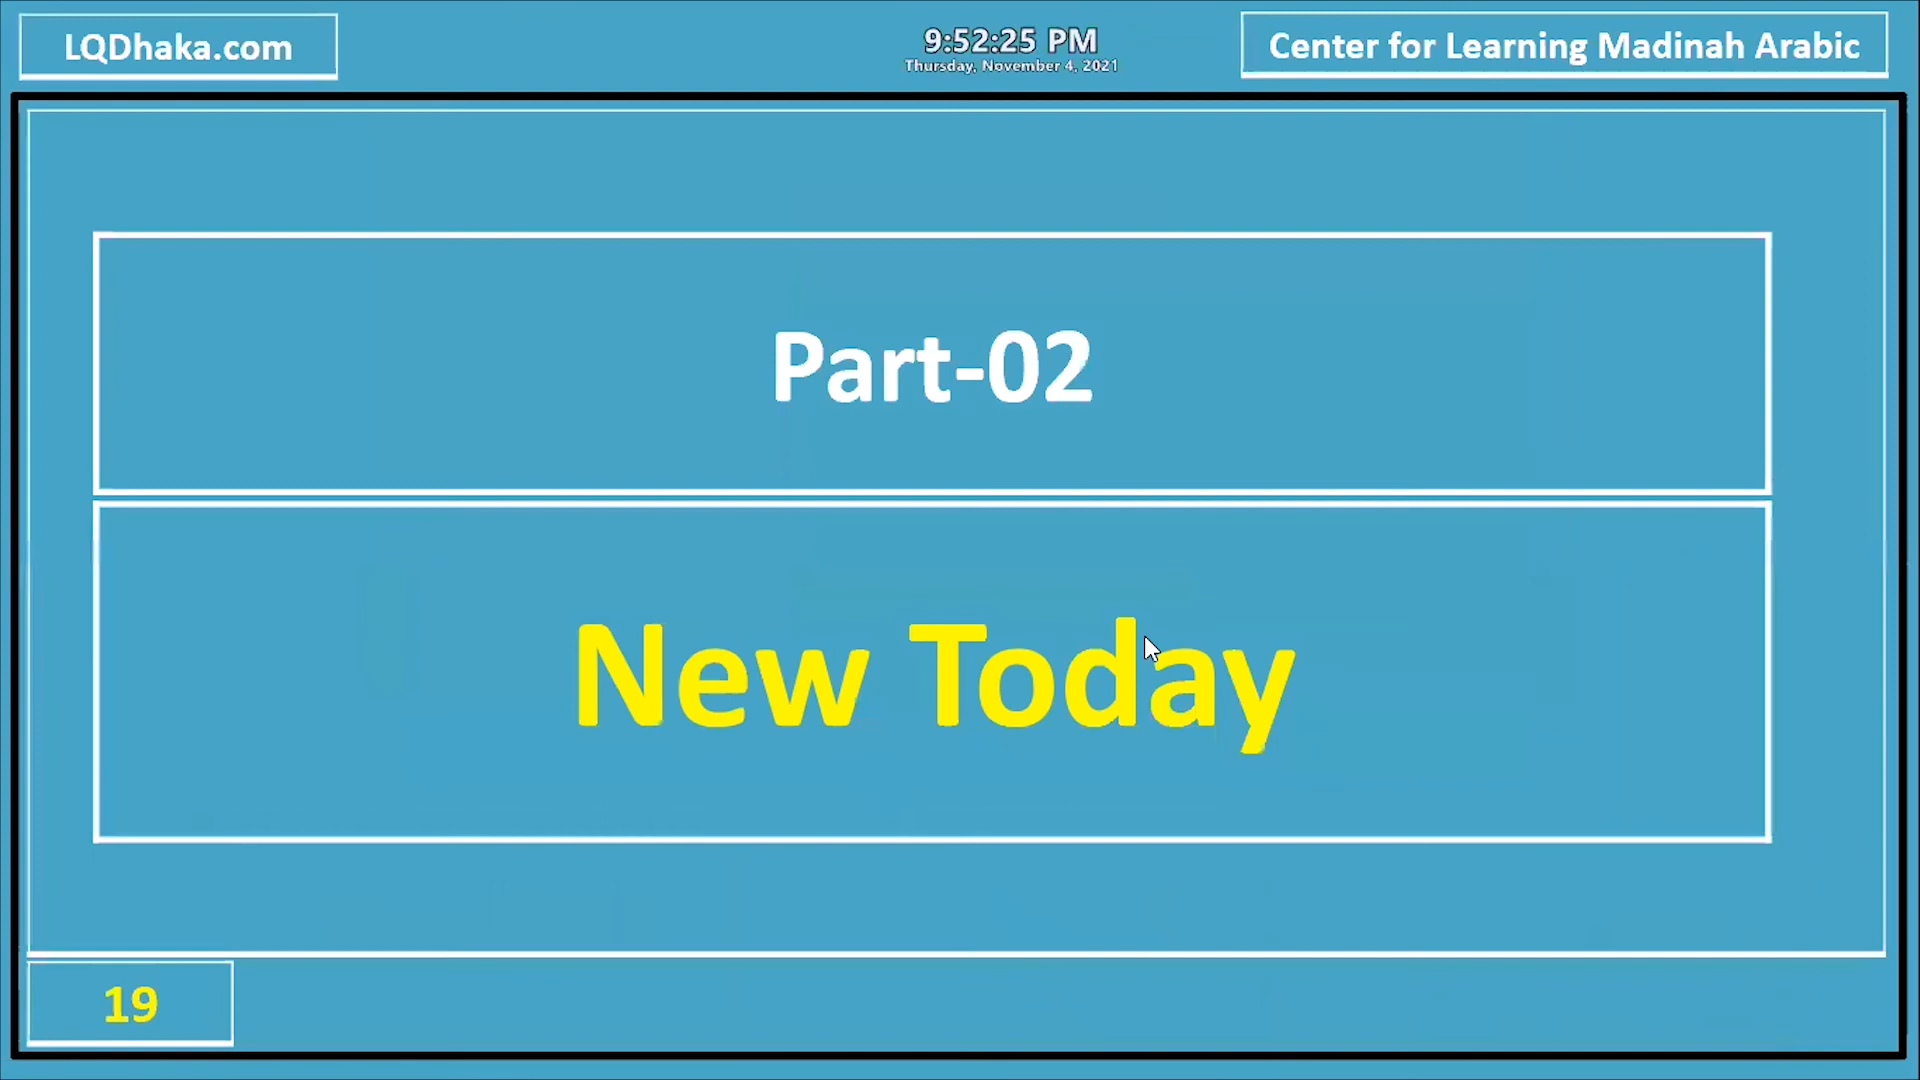 LQDhaka.com
9:52:25 PM
Thursday, November 4, 2021
Center for Learning Madinah Arabic
Part-02
New Today
19